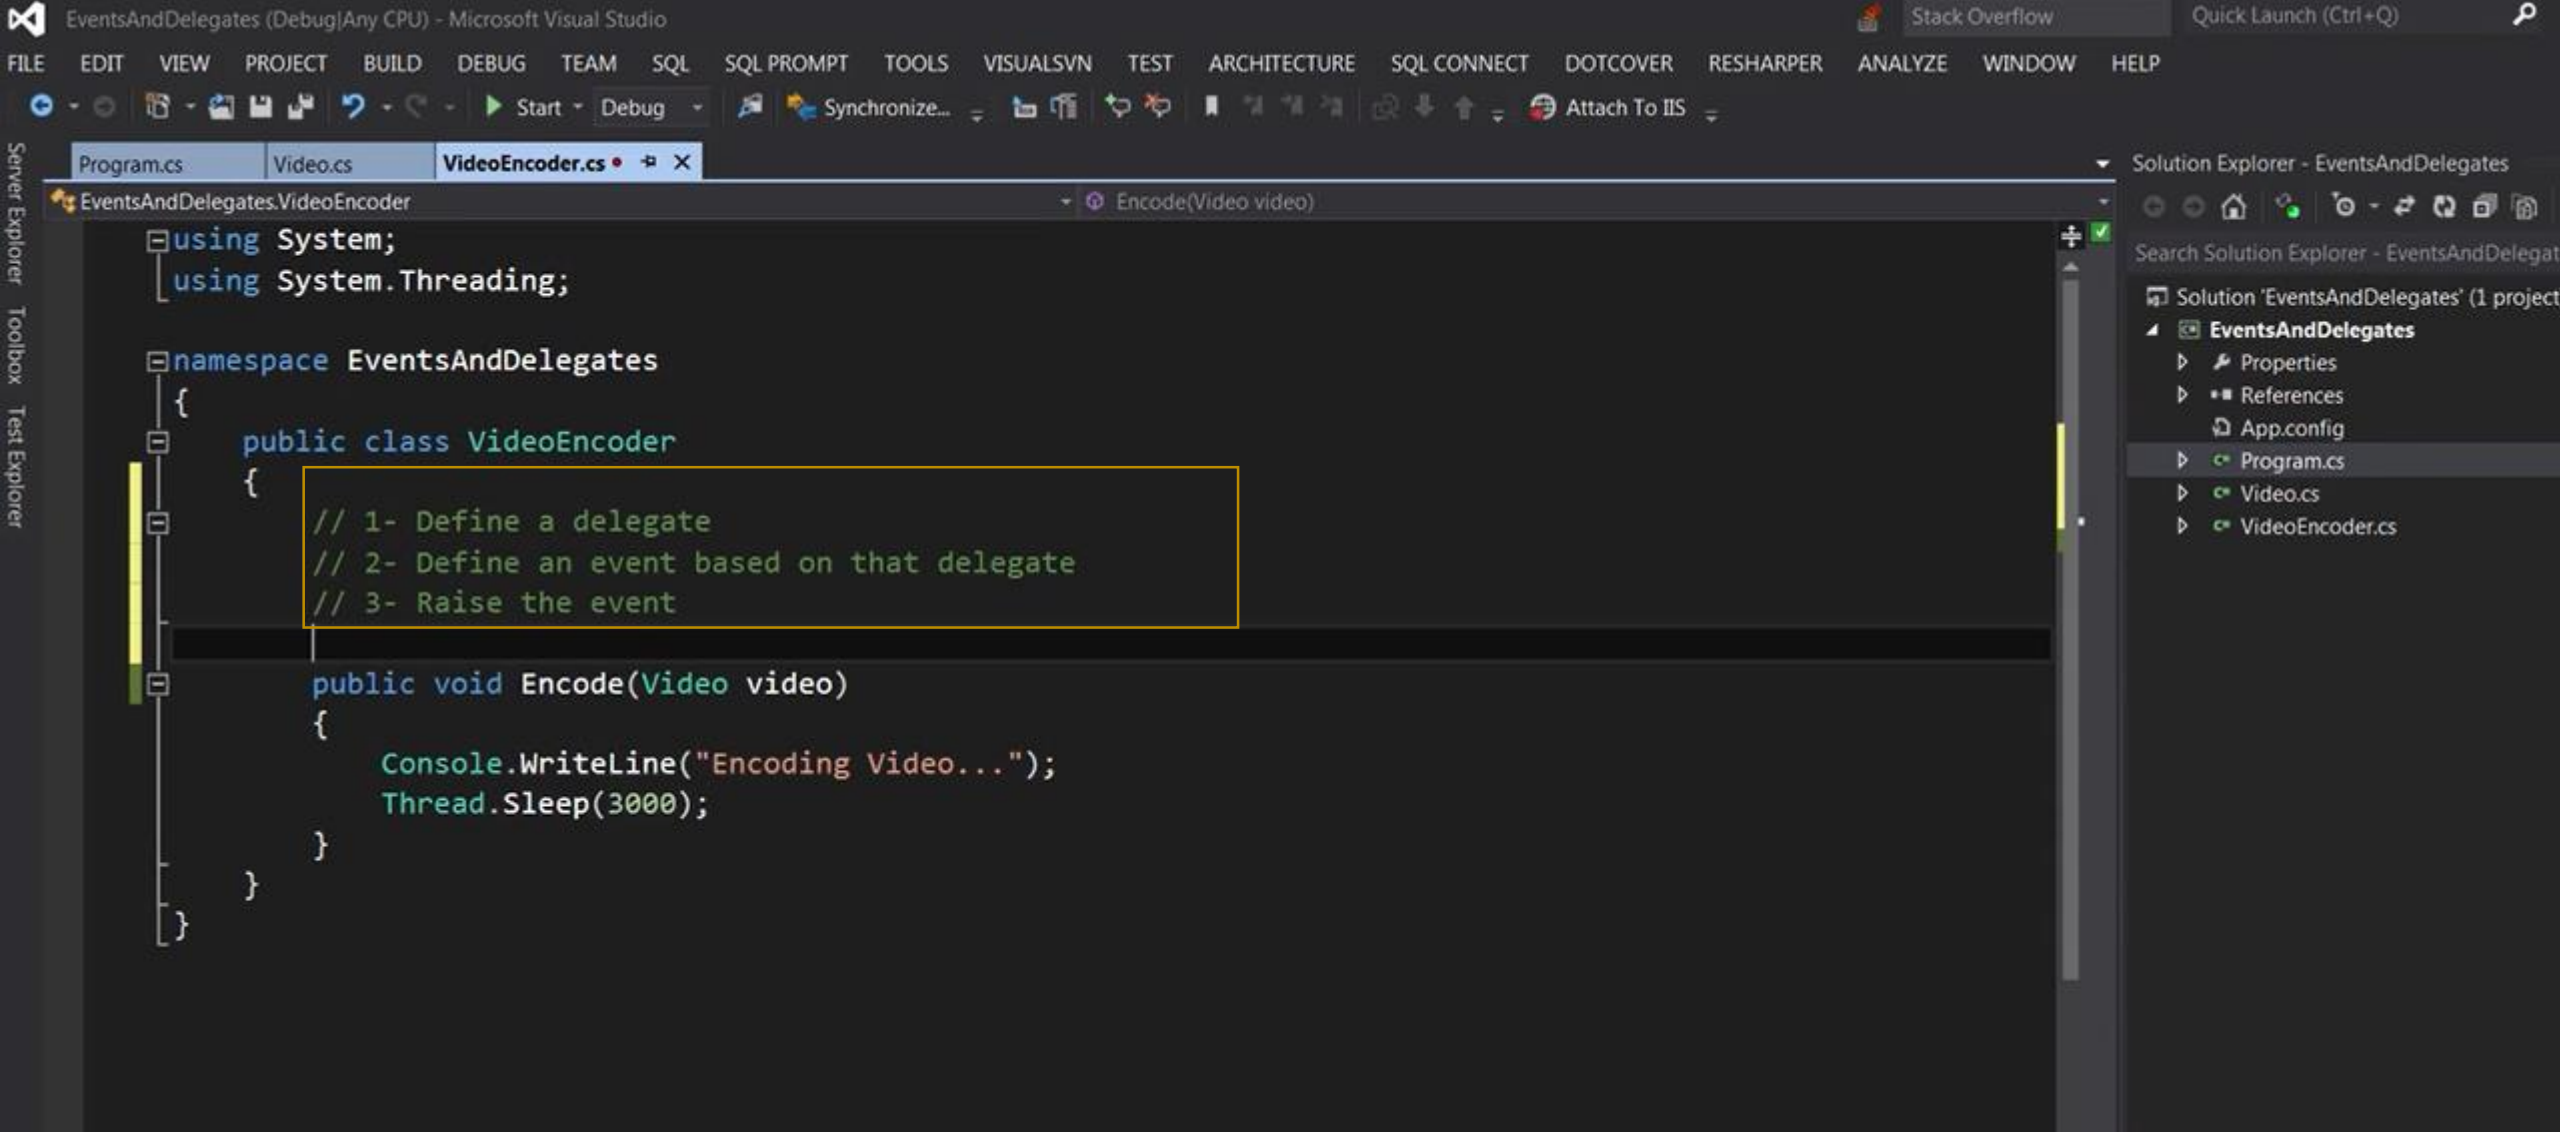 EventsAndDelegates (Debug|Any CPU) - Microsoft Visual Studio
Stack Overflow
Quick Launch (Ctrl+Q)
FILE EDIT VIEW PROJECT BUILD DEBUG TEAM SQL SQL PROMPT TOOLS VISUALSVN TEST ARCHITECTURE SQL CONNECT DOTCOVER RESHARPER ANALYZE WINDOW HELP
Start Debug Synchronize... Attach To IIS
Server Explorer
Toolbox
Test Explorer
Program.cs Video.cs VideoEncoder.cs
EventsAndDelegates.VideoEncoder Encode(Video video)
using System;
using System.Threading;
namespace EventsAndDelegates
{
public class VideoEncoder
{
// 1- Define a delegate
// 2- Define an event based on that delegate
// 3- Raise the event
public void Encode(Video video)
{
Console.WriteLine("Encoding Video...");
Thread.Sleep(3000);
}
}
}
Solution Explorer - EventsAndDelegates
Search Solution Explorer - EventsAndDelegat
Solution 'EventsAndDelegates' (1 project
EventsAndDelegates
Properties
References
App.config
Program.cs
Video.cs
VideoEncoder.cs